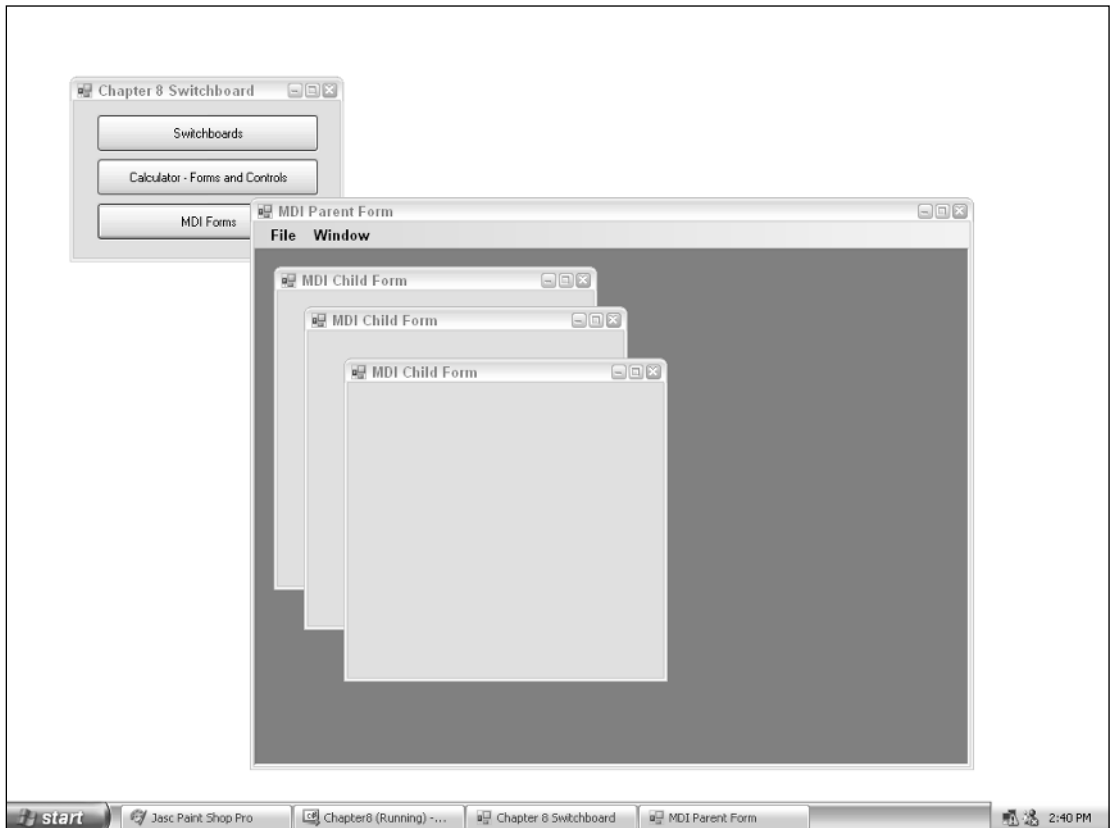 Chapter 8 Switchboard
Switchboards
Calculator - Forms and Controls
MDI Forms
MDI Parent Form
File Window
MDI Child Form
MDI Child Form
MDI Child Form
start
Jasc Paint Shop Pro
Chapter8 (Running) -...
Chapter 8 Switchboard
MDI Parent Form
2:40 PM